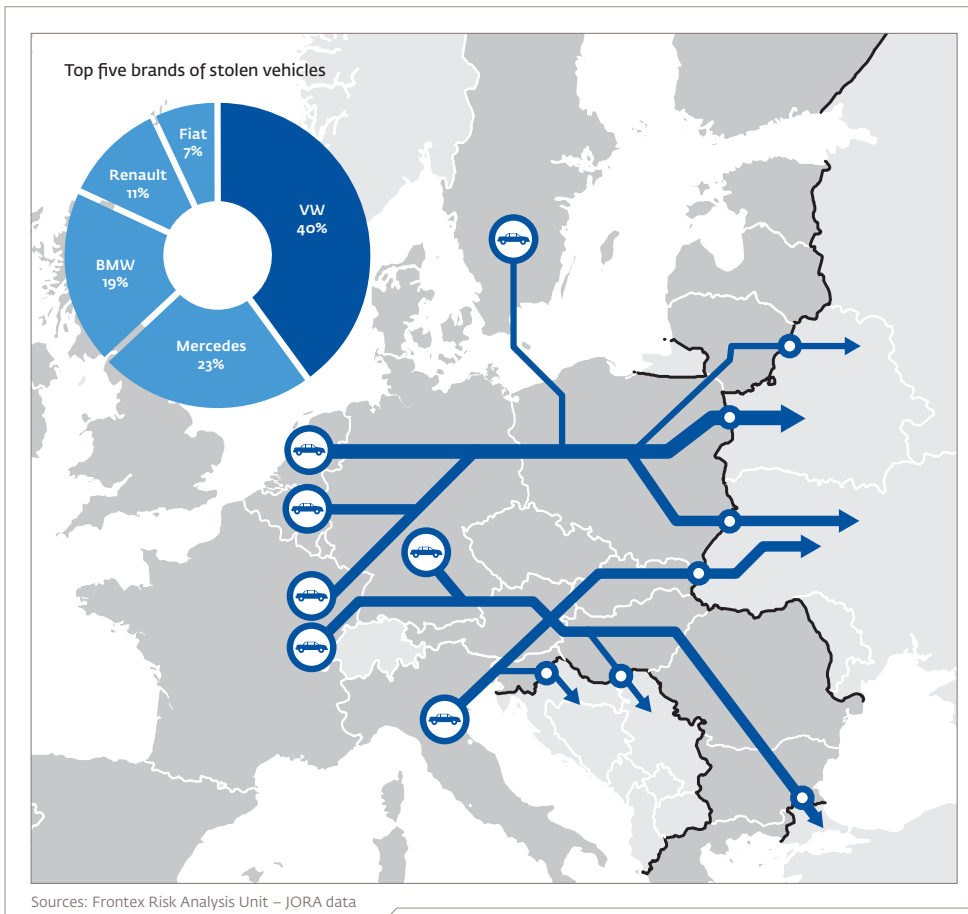 Top five brands of stolen vehicles
Fiat
7%
Renault
11%
VW
40%
BMW
19%
Mercedes
23%
Sources: Frontex Risk Analysis Unit – JORA data